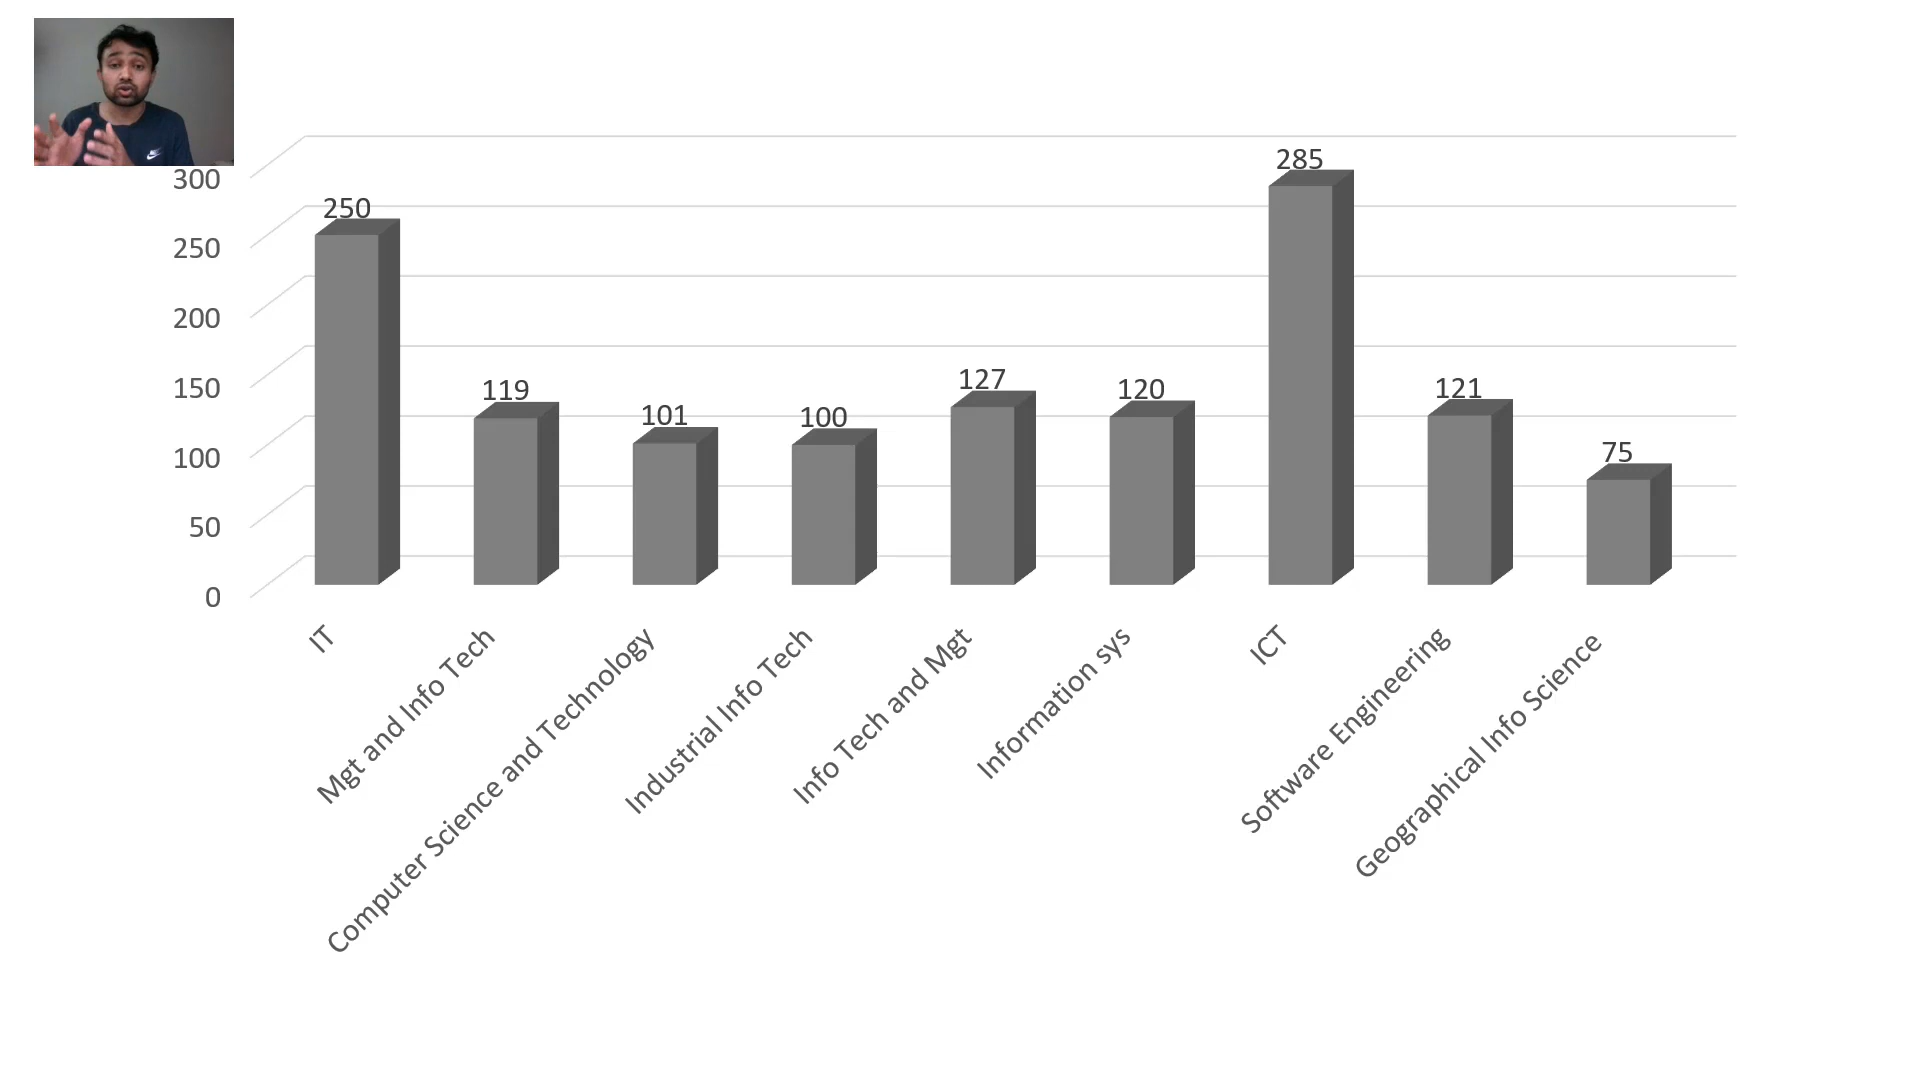 300
250
200
150
100
50
0
250
119
101
100
127
120
285
121
75
IT
Mgt and Info Tech
Computer Science and Technology
Industrial Info Tech
Info Tech and Mgt
Information sys
ICT
Software Engineering
Geographical Info Science